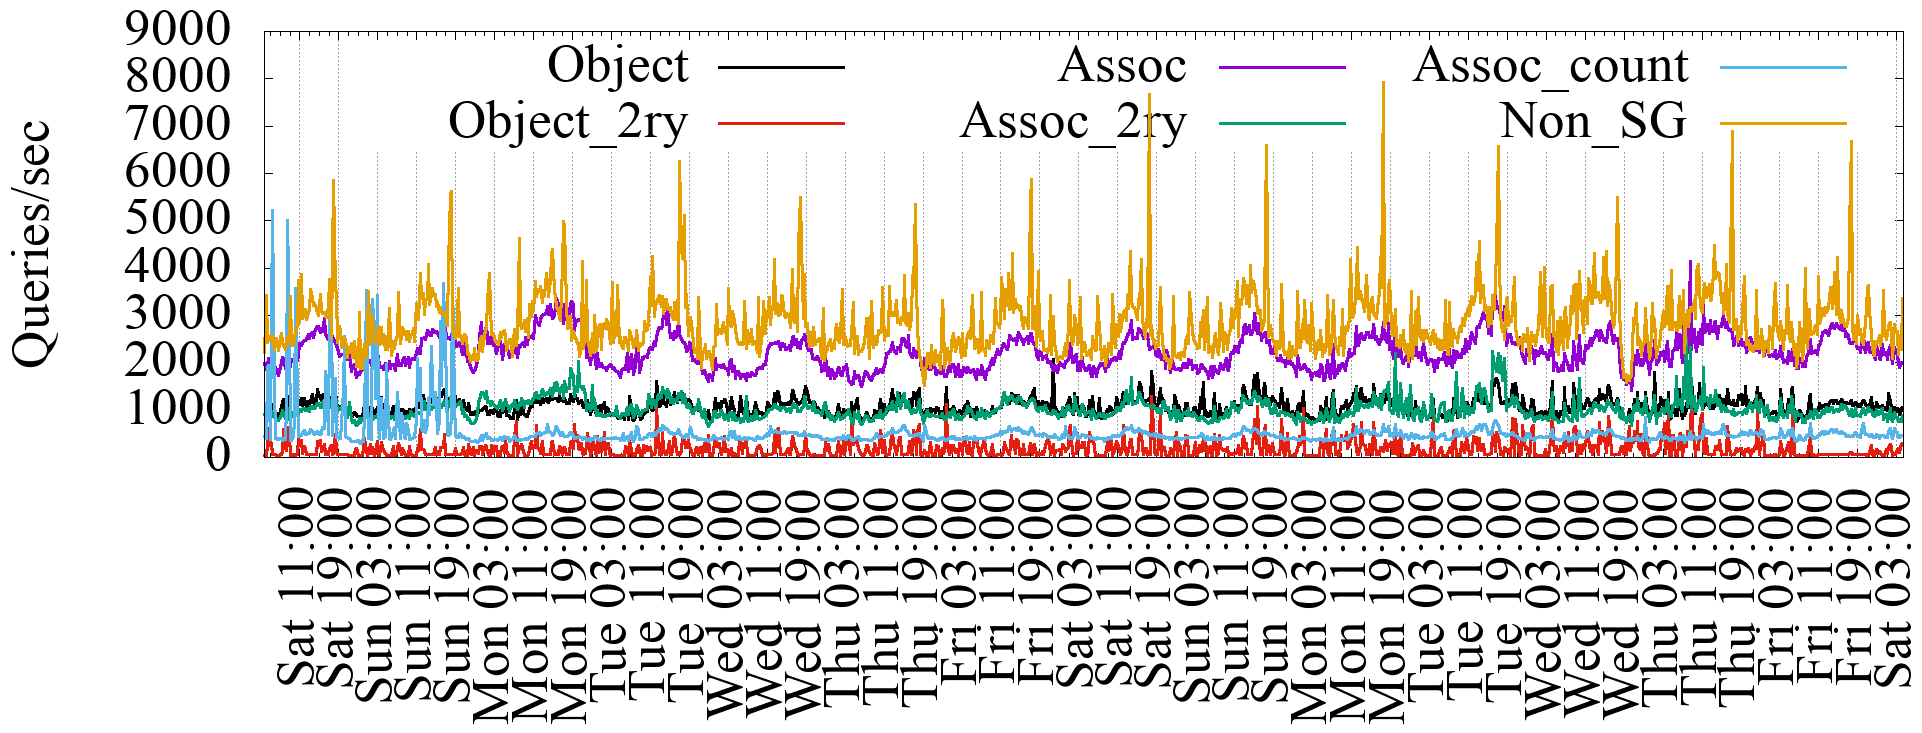 9000
8000
7000
6000
5000
4000
3000
2000
1000
0
Queries/sec
Object
Object_2ry
Assoc
Assoc_2ry
Assoc_count
Non_SG
Sat 11:00
Sat 19:00
Sun 03:00
Sun 11:00
Sun 19:00
Mon 03:00
Mon 11:00
Mon 19:00
Tue 03:00
Tue 11:00
Tue 19:00
Wed 03:00
Wed 11:00
Wed 19:00
Thu 03:00
Thu 11:00
Thu 19:00
Fri 03:00
Fri 11:00
Fri 19:00
Sat 03:00
Sat 11:00
Sat 19:00
Sun 03:00
Sun 11:00
Sun 19:00
Mon 03:00
Mon 11:00
Mon 19:00
Tue 03:00
Tue 11:00
Tue 19:00
Wed 03:00
Wed 11:00
Wed 19:00
Thu 03:00
Thu 11:00
Thu 19:00
Fri 03:00
Fri 11:00
Fri 19:00
Sat 03:00